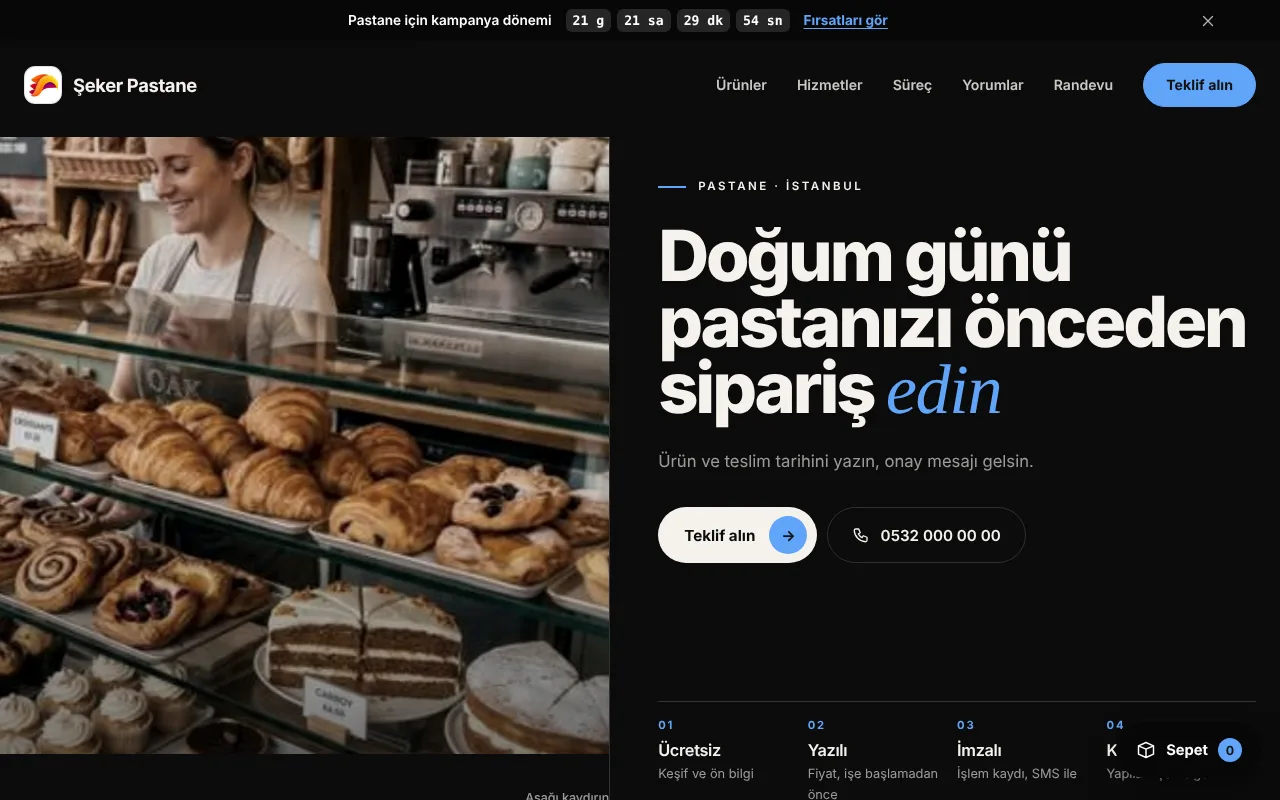 Pastane için kampanya dönemi 21 g 21 sa 29 dk 54 sn Fırsatları gör
Şeker Pastane
Ürünler Hizmetler Süreç Yorumlar Randevu Teklif alın
PASTANE · İSTANBUL
Doğum günü
pastanızı önceden
sipariş edin
Ürün ve teslim tarihini yazın, onay mesajı gelsin.
Teklif alın → 0532 000 00 00
OAK
01 02 03 04
Ücretsiz Yazılı İmzalı K
Sepet 0
Keşif ve ön bilgi Fiyat, işe başlamadan önce İşlem kaydı, SMS ile
Aşağı kaydırın